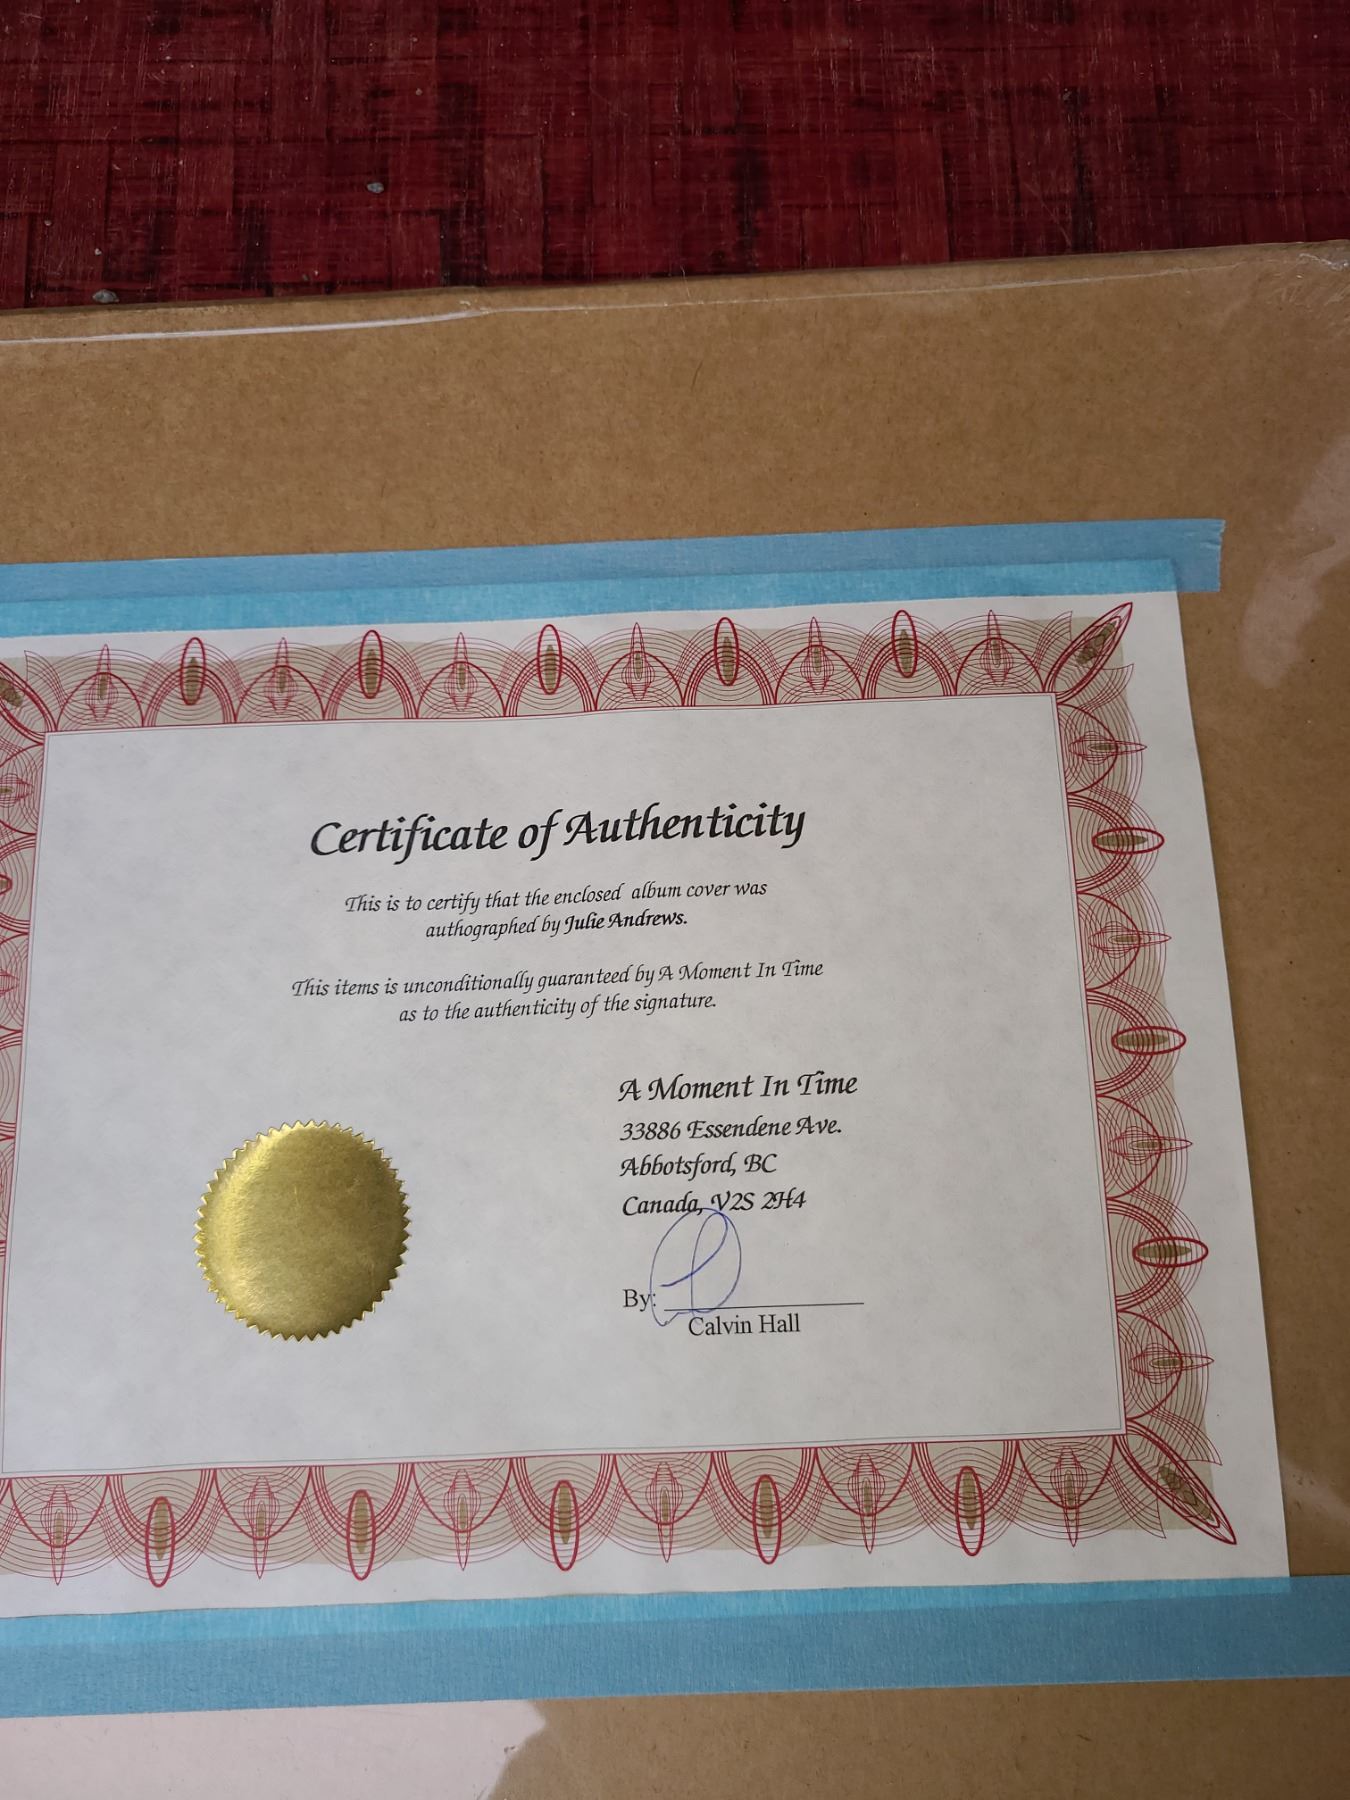 Certificate of Authenticity
This is to certify that the enclosed album cover was
authographed by Julie Andrews.
This items is unconditionally guaranteed by A Moment In Time
as to the authenticity of the signature.
A Moment In Time
33886 Essendene Ave.
Abbotsford, BC
Canada, V2S 2H4
By:
Calvin Hall